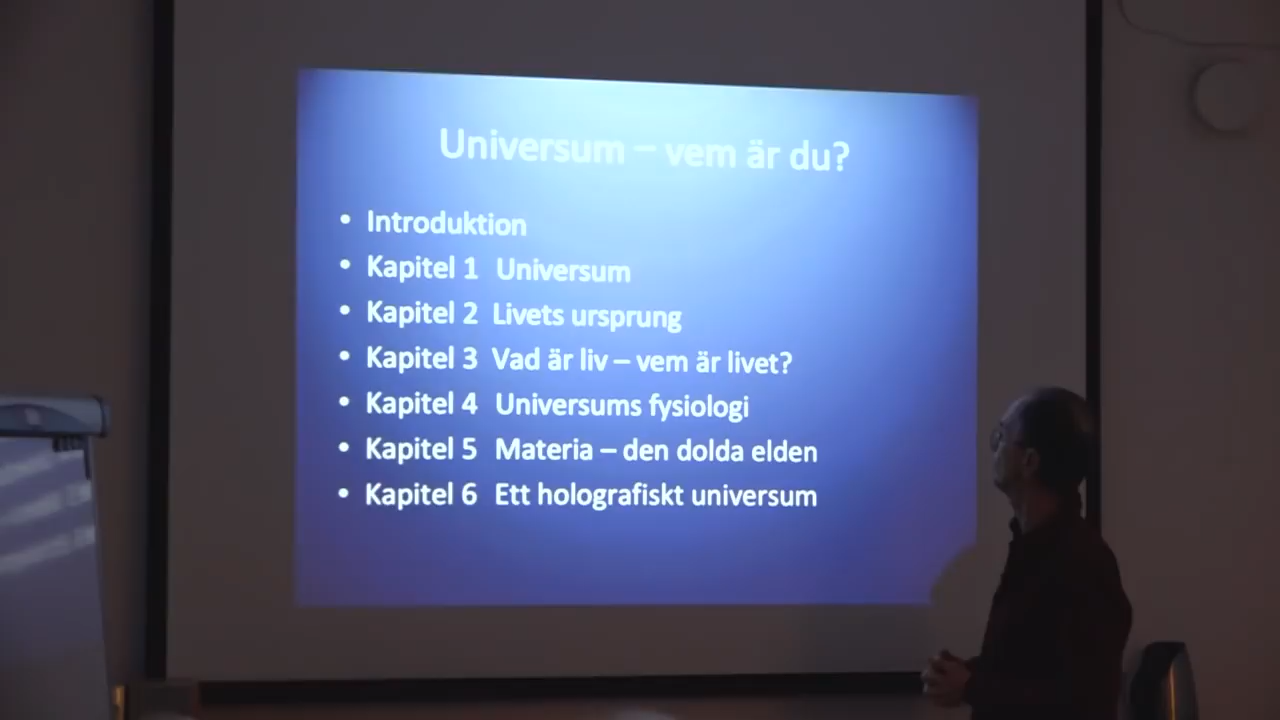 Universum – vem är du?
• Introduktion
• Kapitel 1 Universum
• Kapitel 2 Livets ursprung
• Kapitel 3 Vad är liv – vem är livet?
• Kapitel 4 Universums fysiologi
• Kapitel 5 Materia – den dolda elden
• Kapitel 6 Ett holografiskt universum